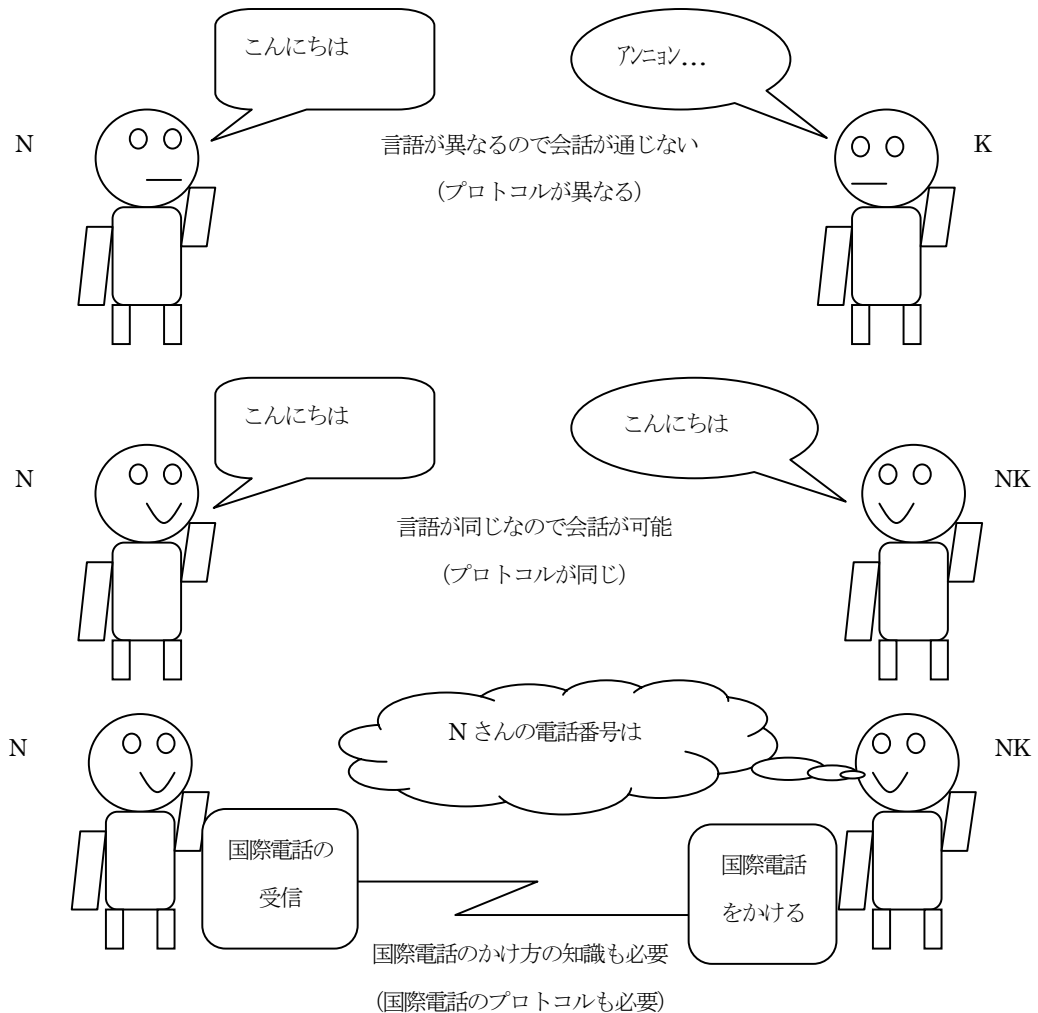 こんにちは
アンニョン…
N
K
言語が異なるので会話が通じない
(プロトコルが異なる)
こんにちは
こんにちは
N
NK
言語が同じなので会話が可能
(プロトコルが同じ)
N
Nさんの電話番号は
NK
国際電話の
受信
国際電話
をかける
国際電話のかけ方の知識も必要
(国際電話のプロトコルも必要)